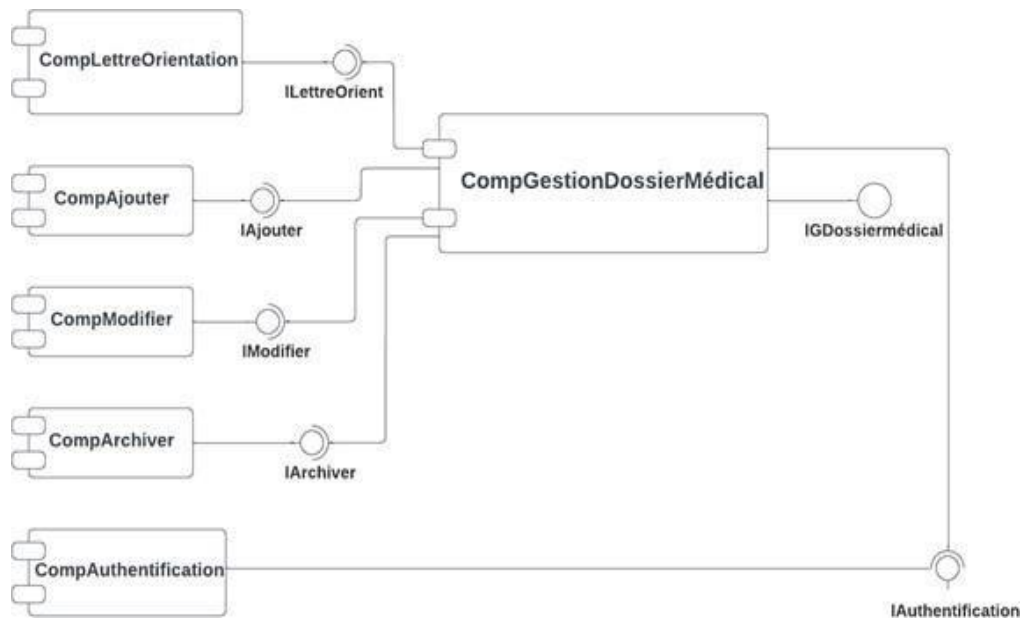 CompLettreOrientation
ILettreOrient
CompGestionDossierMédical
CompAjouter
IAjouter
IGDossiermédical
CompModifier
IModifier
CompArchiver
IArchiver
CompAuthentification
IAuthentification